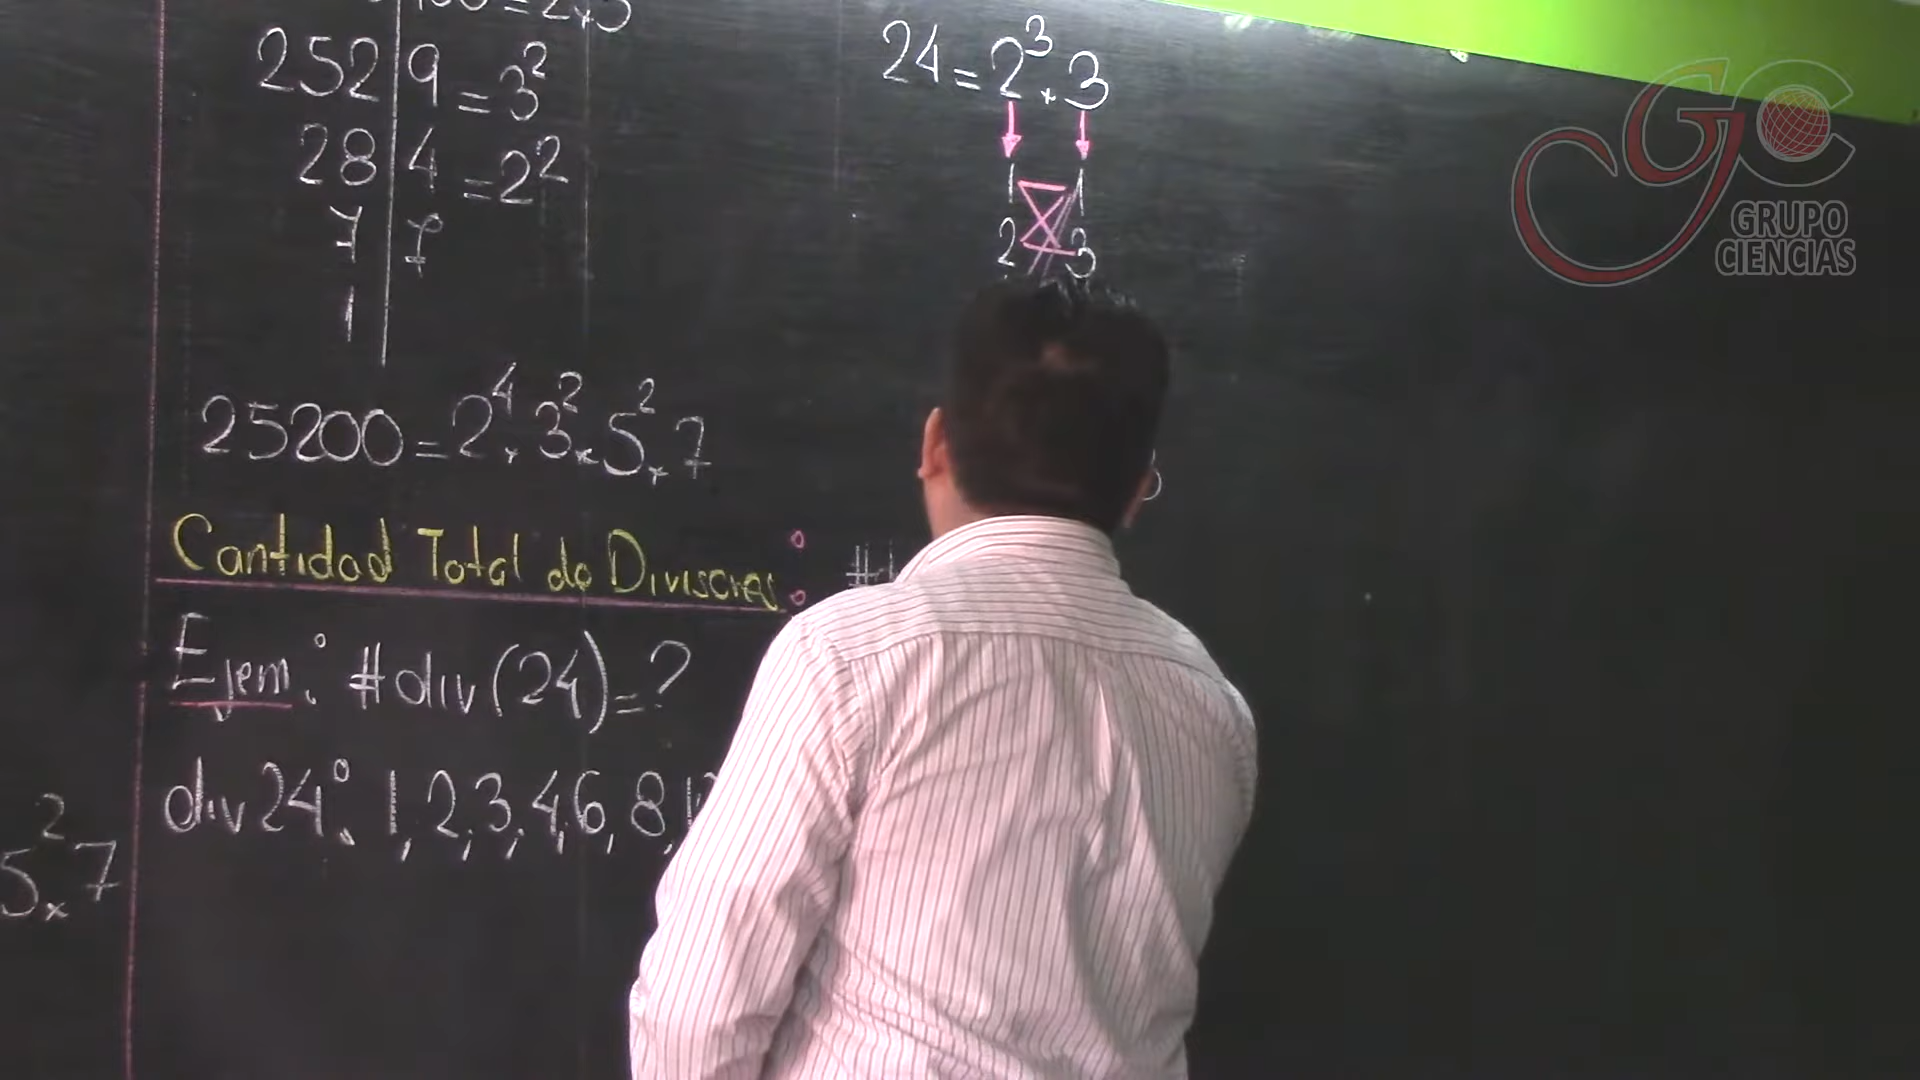 252 | 9 = 3²
28 | 4 = 2²
7 | 7
1
25200 = 2⁴ × 3² × 5² × 7
Cantidad Total de Divisores:
Ejem: #div(24) = ?
div 24: 1, 2, 3, 4, 6, 8,
5² × 7
24 = 2³ × 3
1 1
2 3
GC
GRUPO
CIENCIAS